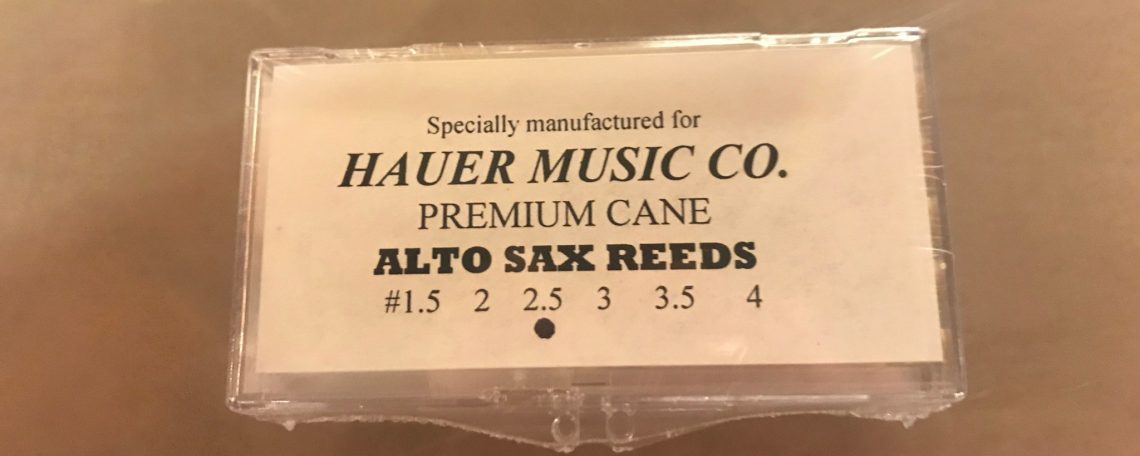 Specially manufactured for
HAUER MUSIC CO.
PREMIUM CANE
ALTO SAX REEDS
#1.5 2 2.5 3 3.5 4